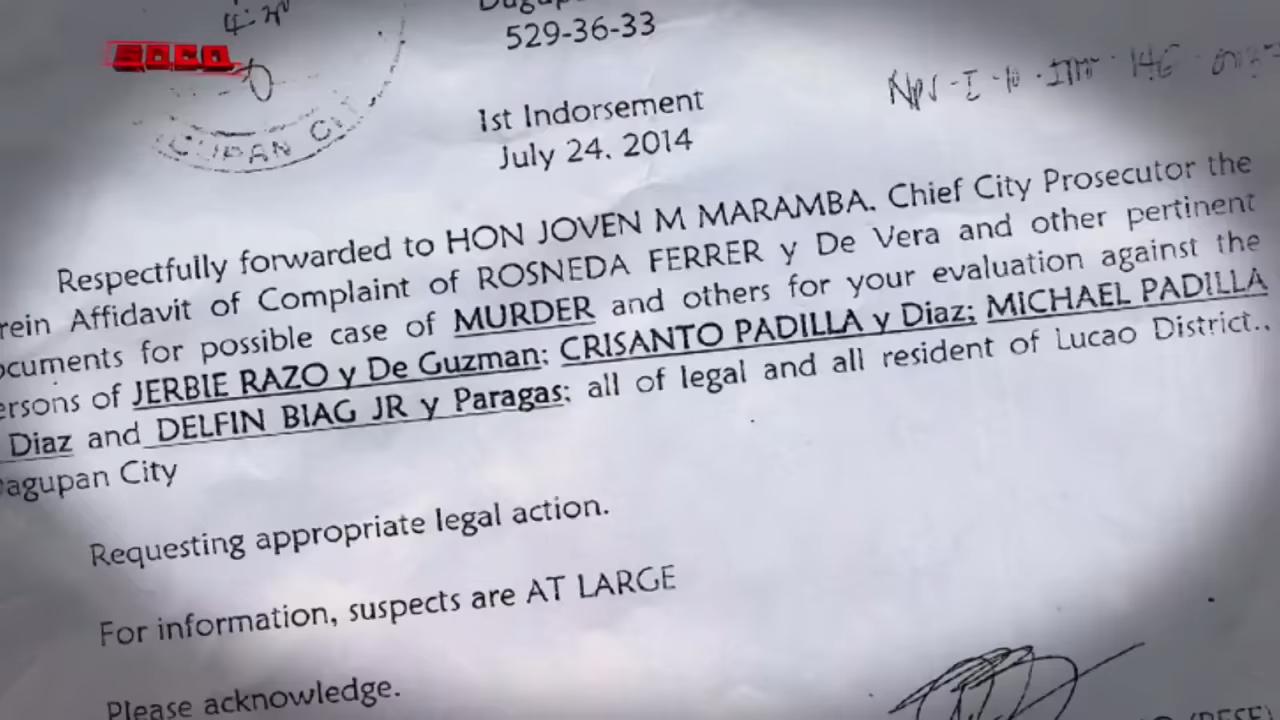 SOCO
529-36-33
1st Indorsement
July 24, 2014
CUPAN CIT
Respectfully forwarded to HON JOVEN M MARAMBA. Chief City Prosecutor the
rein Affidavit of Complaint of ROSNEDA FERRER y De Vera and other pertinent
ocuments for possible case of MURDER and others for your evaluation against the
ersons of JERBIE RAZO y De Guzman; CRISANTO PADILLA y Diaz; MICHAEL PADILLA
Diaz and DELFIN BIAG JR y Paragas; all of legal and all resident of Lucao District..
agupan City
Requesting appropriate legal action.
For information, suspects are AT LARGE
Please acknowledge.